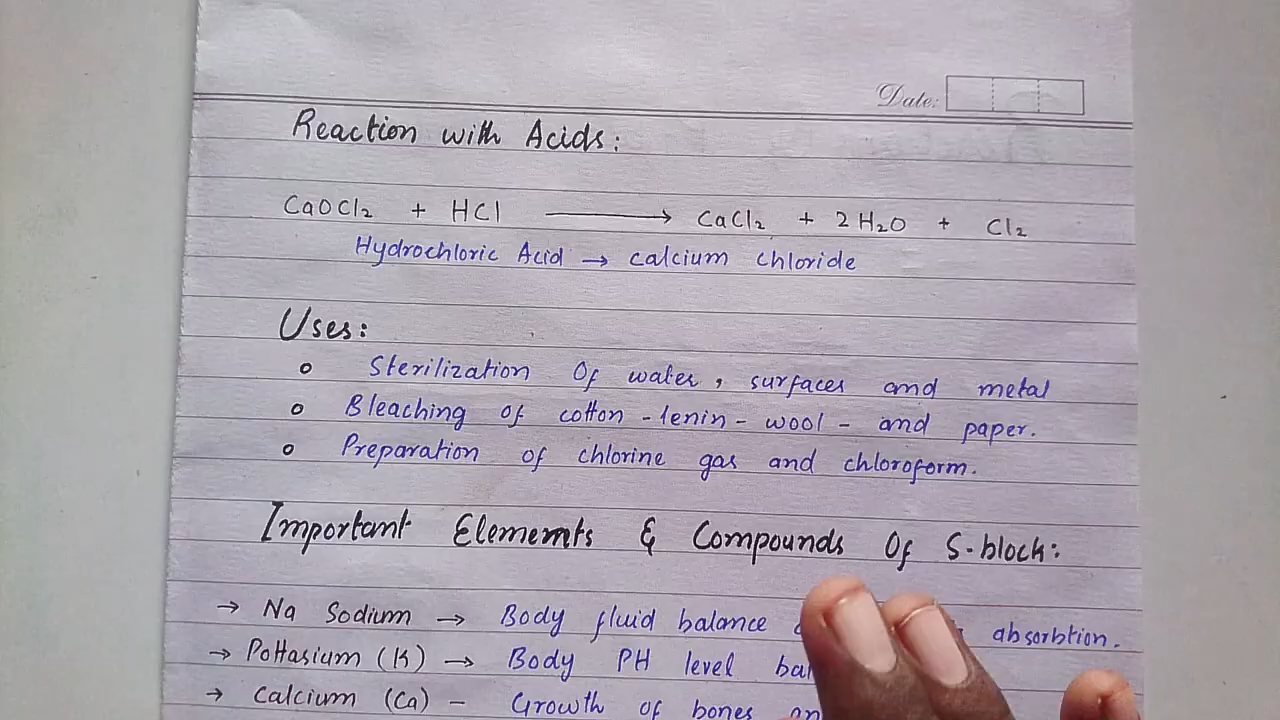 Date:
Reaction with Acids:
CaOCl₂ + HCl ⟶ CaCl₂ + 2H₂O + Cl₂
Hydrochloric Acid → calcium chloride
Uses:
o Sterilization Of water, surfaces and metal
o Bleaching of cotton - lenin - wool - and paper.
o Preparation of chlorine gas and chloroform.
Important Elements & Compounds Of S-block:
→ Na Sodium → Body fluid balance absorbtion.
→ Pottasium (K) → Body PH level
→ Calcium (Ca) - Growth of bones